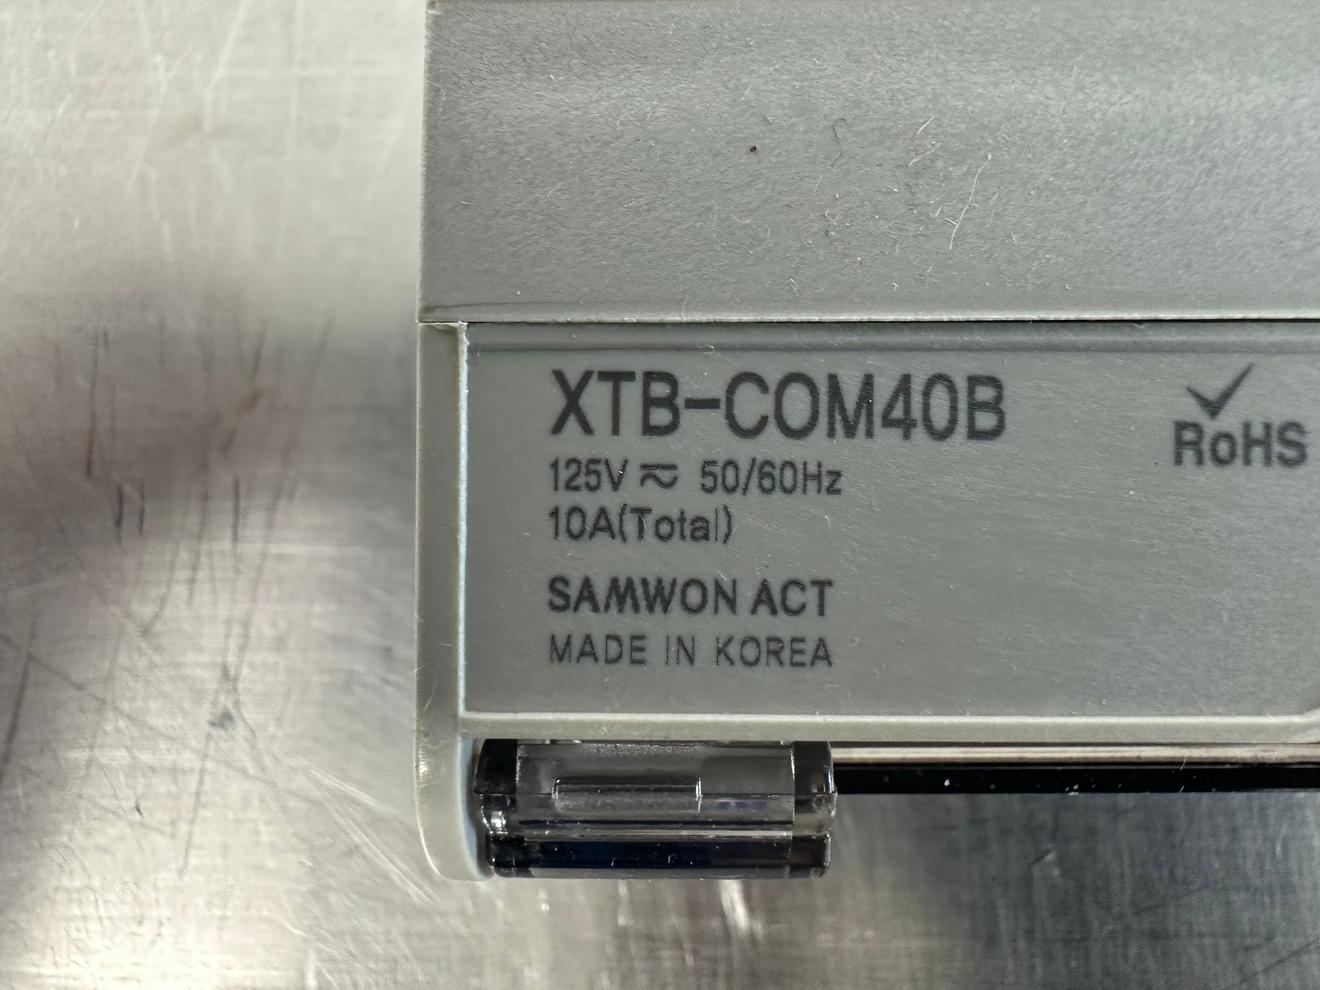 XTB-COM40B
RoHS
125V ⎓ 50/60Hz
10A(Total)
SAMWON ACT
MADE IN KOREA